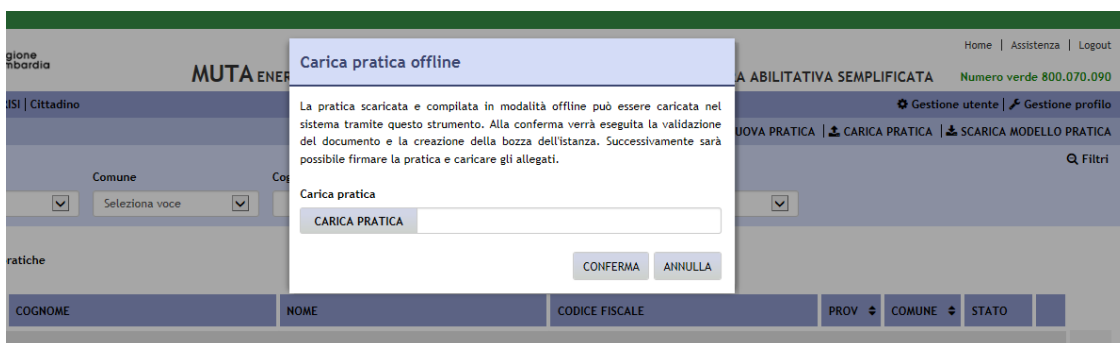 Home | Assistenza | Logout
gione
mbardia
MUTA ENER
A ABILITATIVA SEMPLIFICATA
Numero verde 800.070.090
Carica pratica offline
ISI | Cittadino
Gestione utente | Gestione profilo
UOVA PRATICA | CARICA PRATICA | SCARICA MODELLO PRATICA
Filtri
La pratica scaricata e compilata in modalità offline può essere caricata nel
sistema tramite questo strumento. Alla conferma verrà eseguita la validazione
del documento e la creazione della bozza dell'istanza. Successivamente sarà
possibile firmare la pratica e caricare gli allegati.
Comune
Cog
Seleziona voce
Carica pratica
CARICA PRATICA
CONFERMA ANNULLA
ratiche
COGNOME NOME CODICE FISCALE PROV COMUNE STATO